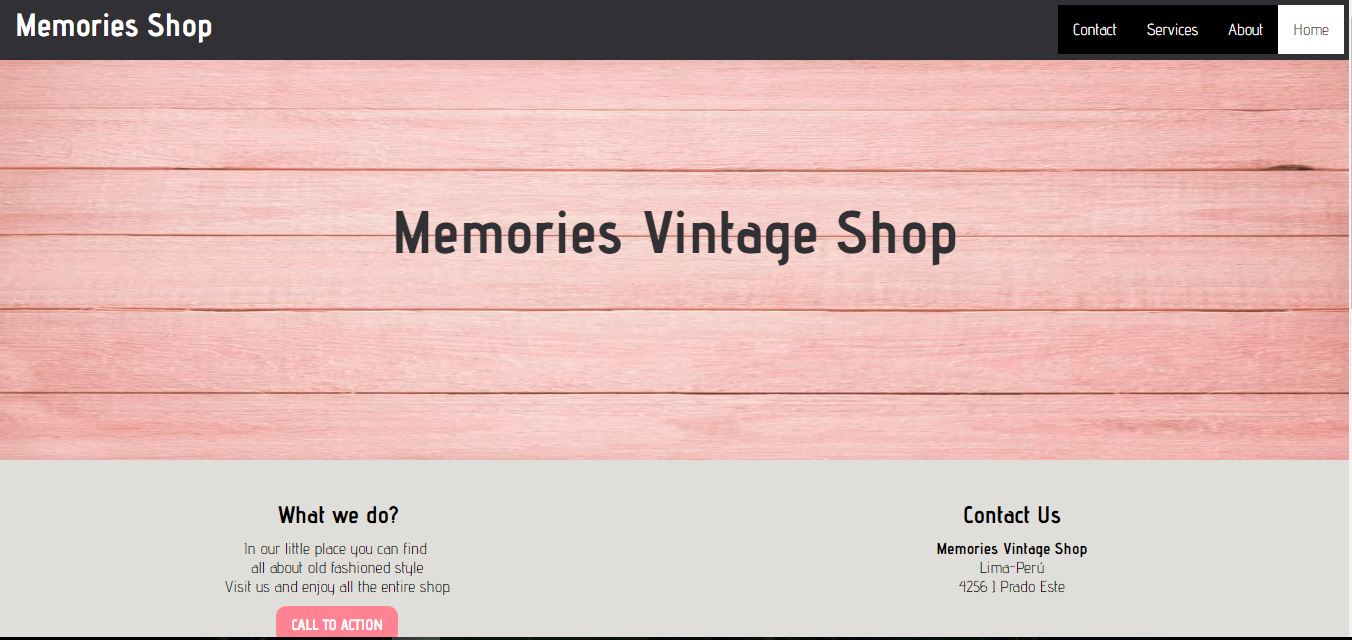 Memories Shop
Contact Services About Home
Memories Vintage Shop
What we do?
In our little place you can find
all about old fashioned style
Visit us and enjoy all the entire shop
CALL TO ACTION
Contact Us
Memories Vintage Shop
Lima-Perú
4256 J Prado Este